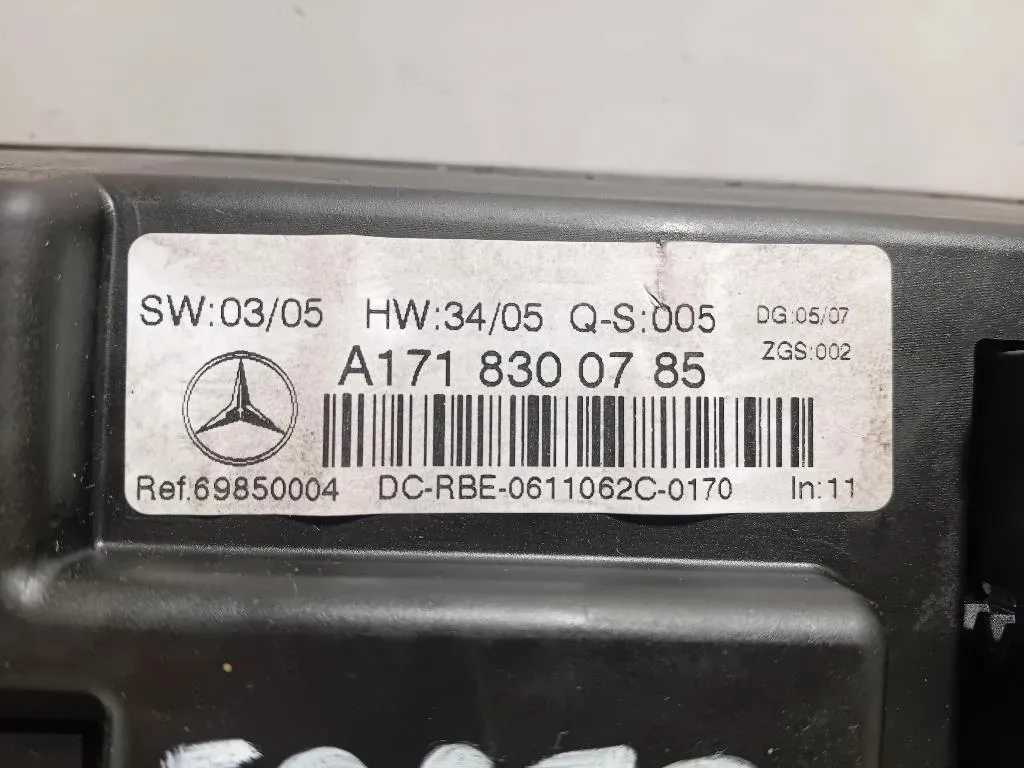 SW:03/05 HW:34/05 Q-S:005 DG:05/07
ZGS:002
A171 830 07 85
Ref.69850004 DC-RBE-0611062C-0170 In:11